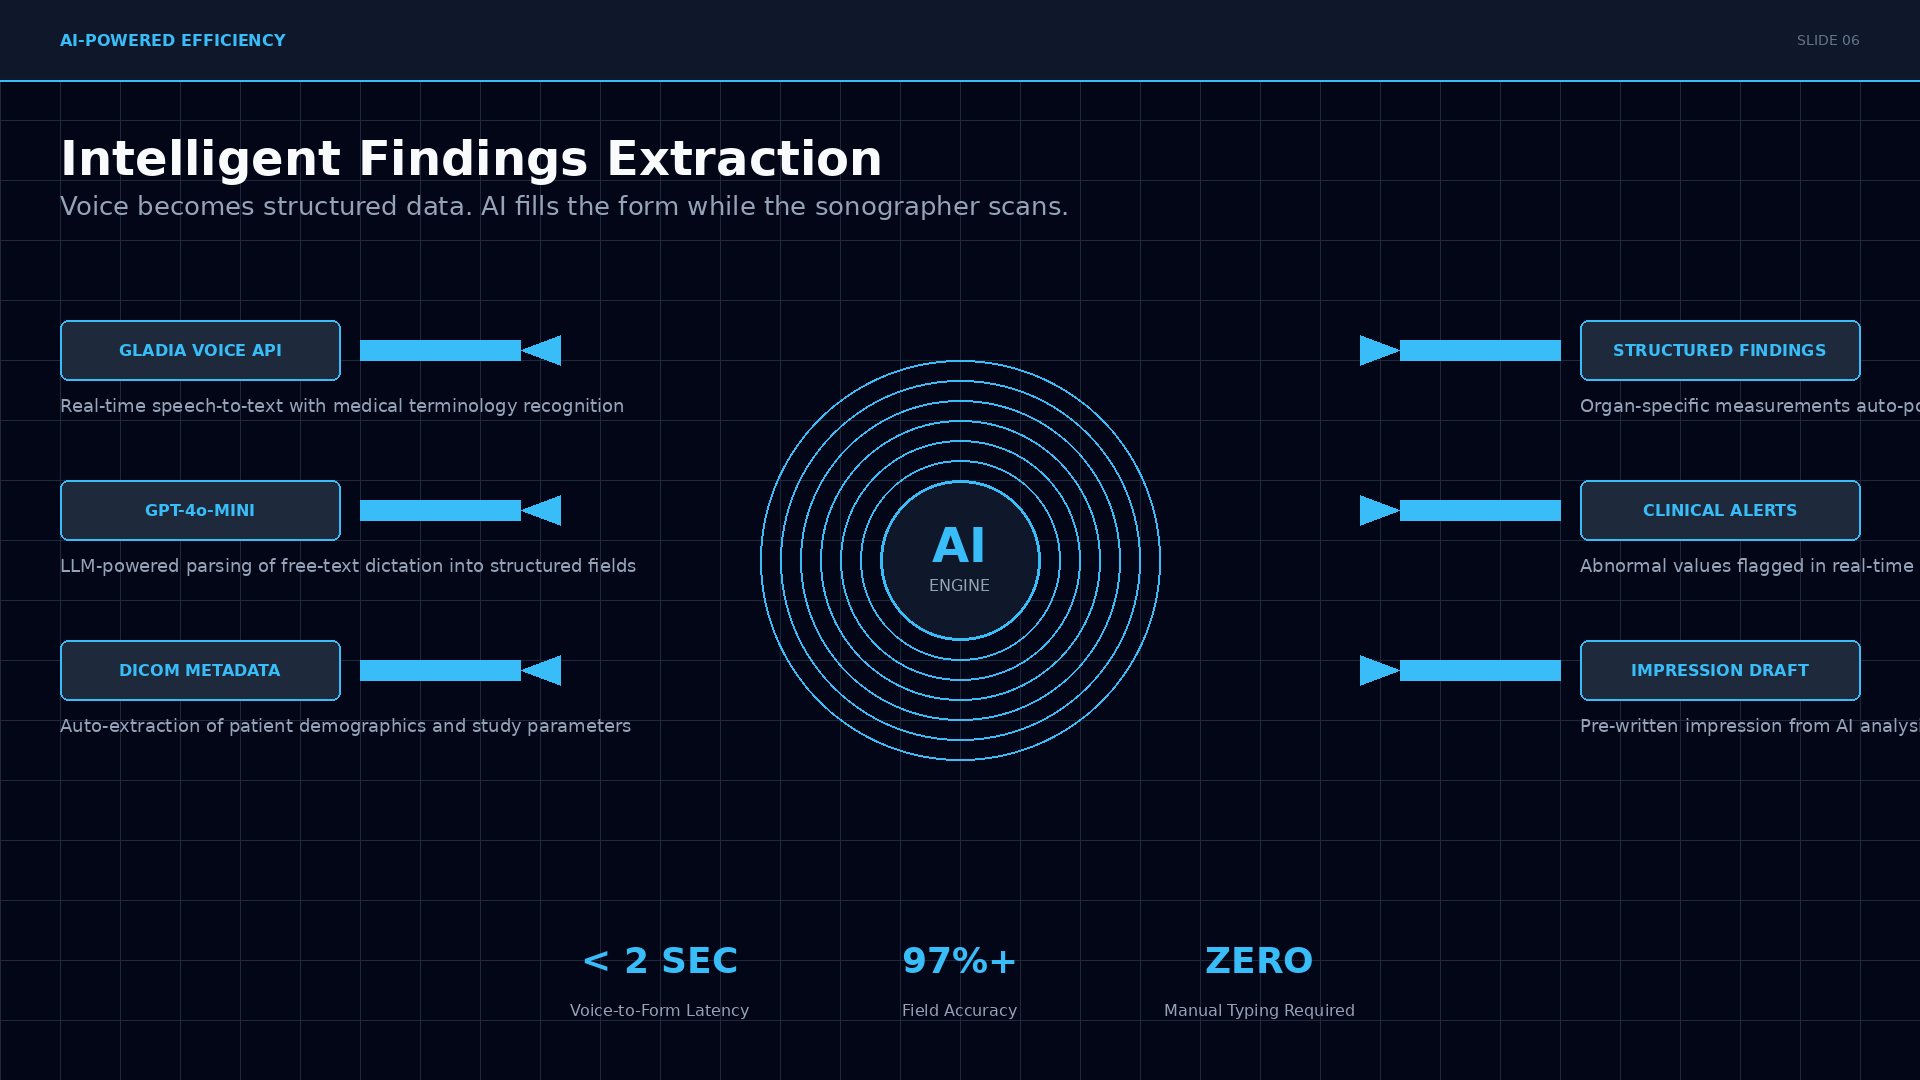 AI-POWERED EFFICIENCY
SLIDE 06
Intelligent Findings Extraction
Voice becomes structured data. AI fills the form while the sonographer scans.
GLADIA VOICE API
Real-time speech-to-text with medical terminology recognition
GPT-4o-MINI
LLM-powered parsing of free-text dictation into structured fields
DICOM METADATA
Auto-extraction of patient demographics and study parameters
AI
ENGINE
STRUCTURED FINDINGS
Organ-specific measurements
CLINICAL ALERTS
Abnormal values flagged in real-time
IMPRESSION DRAFT
Pre-written impression from AI
< 2 SEC
Voice-to-Form Latency
97%+
Field Accuracy
ZERO
Manual Typing Required